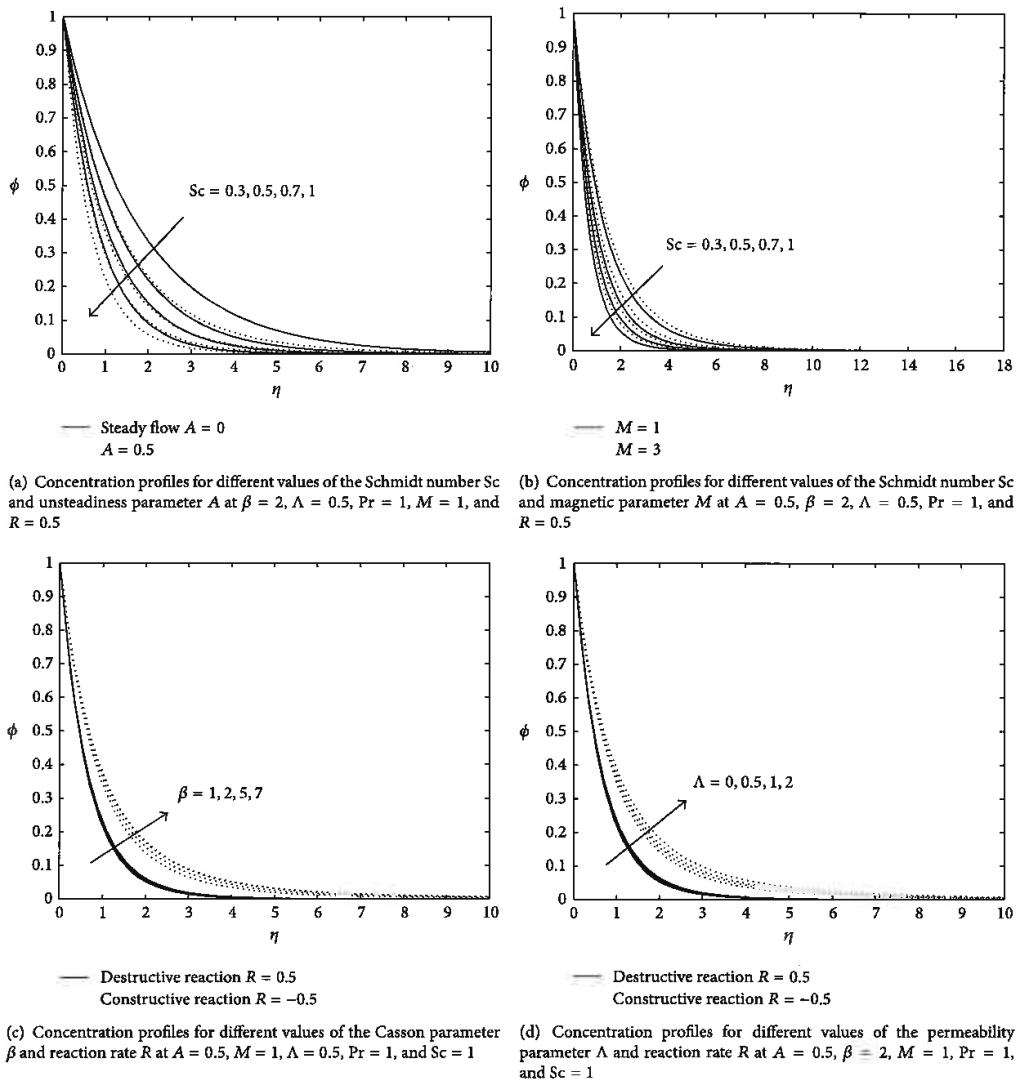 1
0.9
0.8
0.7
0.6
0.5
0.4
0.3
0.2
0.1
0
ϕ
Sc = 0.3, 0.5, 0.7, 1
0 1 2 3 4 5 6 7 8 9 10
η
Steady flow A = 0
A = 0.5
(a) Concentration profiles for different values of the Schmidt number Sc
and unsteadiness parameter A at β = 2, Λ = 0.5, Pr = 1, M = 1, and
R = 0.5
1
0.9
0.8
0.7
0.6
0.5
0.4
0.3
0.2
0.1
0
ϕ
Sc = 0.3, 0.5, 0.7, 1
0 2 4 6 8 10 12 14 16 18
η
M = 1
M = 3
(b) Concentration profiles for different values of the Schmidt number Sc
and magnetic parameter M at A = 0.5, β = 2, Λ = 0.5, Pr = 1, and
R = 0.5
1
0.9
0.8
0.7
0.6
0.5
0.4
0.3
0.2
0.1
0
ϕ
β = 1, 2, 5, 7
0 1 2 3 4 5 6 7 8 9 10
η
Destructive reaction R = 0.5
Constructive reaction R = −0.5
(c) Concentration profiles for different values of the Casson parameter
β and reaction rate R at A = 0.5, M = 1, Λ = 0.5, Pr = 1, and Sc = 1
1
0.9
0.8
0.7
0.6
0.5
0.4
0.3
0.2
0.1
0
ϕ
Λ = 0, 0.5, 1, 2
0 1 2 3 4 5 6 7 8 9 10
η
Destructive reaction R = 0.5
Constructive reaction R = −0.5
(d) Concentration profiles for different values of the permeability
parameter Λ and reaction rate R at A = 0.5, β = 2, M = 1, Pr = 1,
and Sc = 1